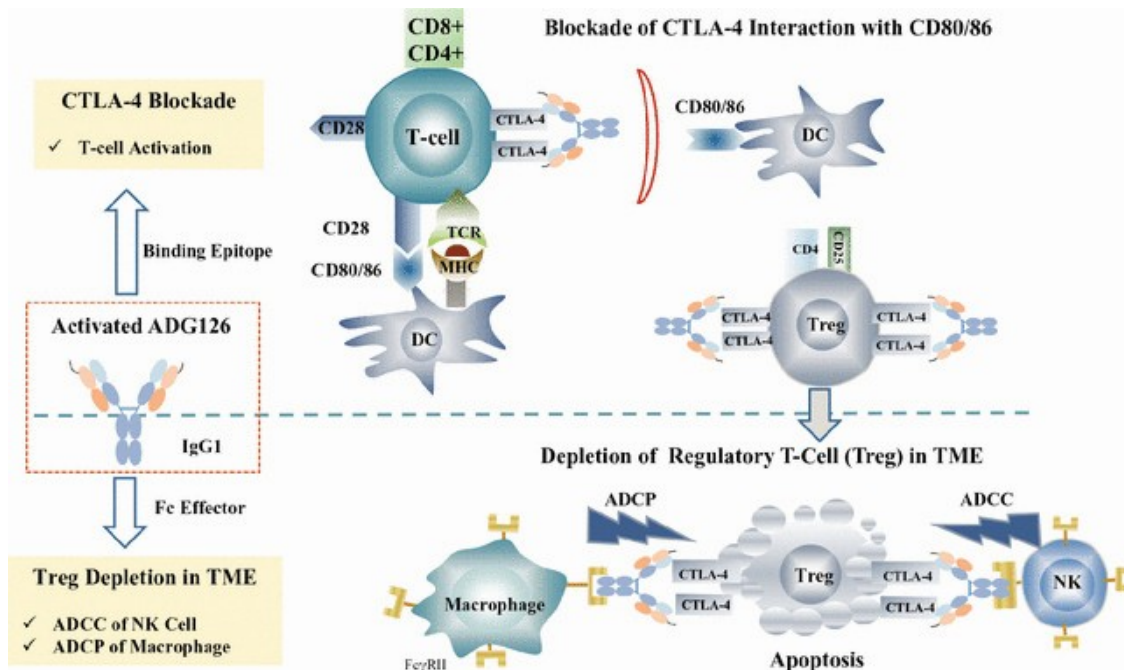 CD8+
CD4+
Blockade of CTLA-4 Interaction with CD80/86
CTLA-4 Blockade
✓ T-cell Activation
CD28
T-cell
CTLA-4
CTLA-4
CD80/86
DC
Binding Epitope
CD28
TCR
CD80/86
MHC
DC
CD4
CD25
CTLA-4
CTLA-4
Treg
CTLA-4
CTLA-4
Activated ADG126
IgG1
Fc Effector
Depletion of Regulatory T-Cell (Treg) in TME
ADCP
ADCC
Treg Depletion in TME
✓ ADCC of NK Cell
✓ ADCP of Macrophage
Macrophage
CTLA-4
CTLA-4
Treg
CTLA-4
CTLA-4
NK
FcγRII
Apoptosis